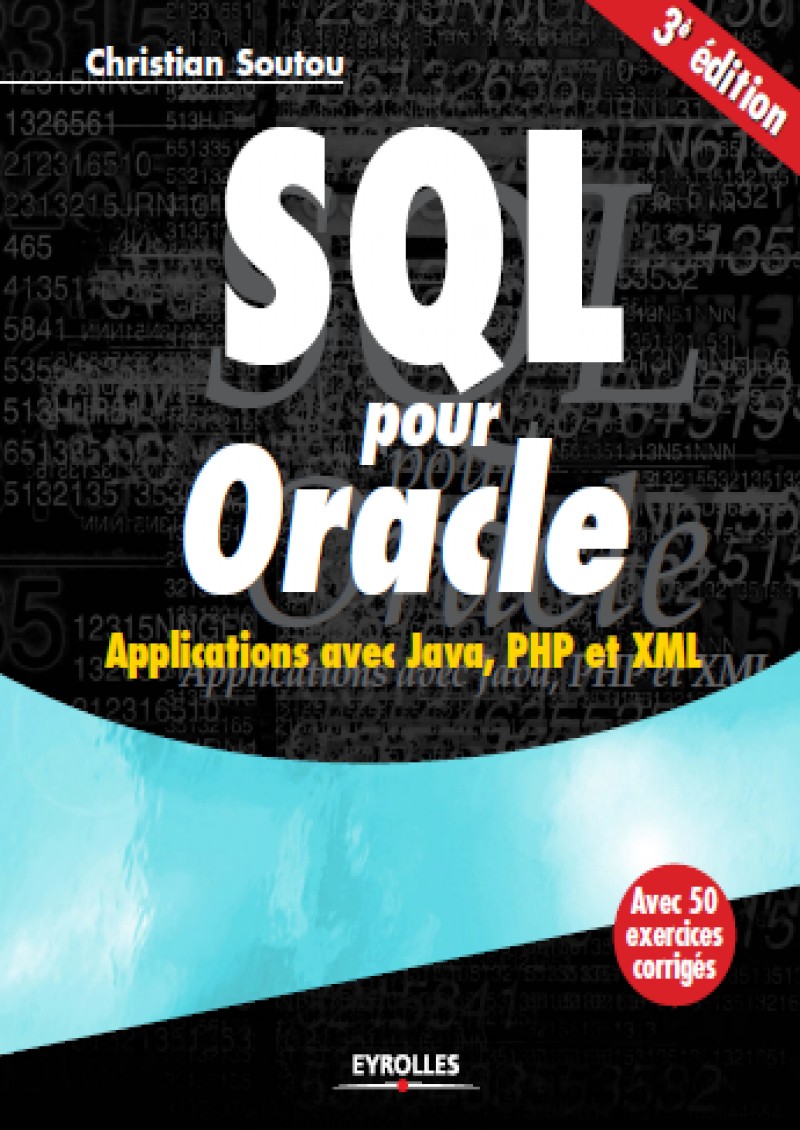 Christian Soutou
3e édition
SQL
pour
Oracle
Applications avec Java, PHP et XML
Avec 50
exercices
corrigés
EYROLLES